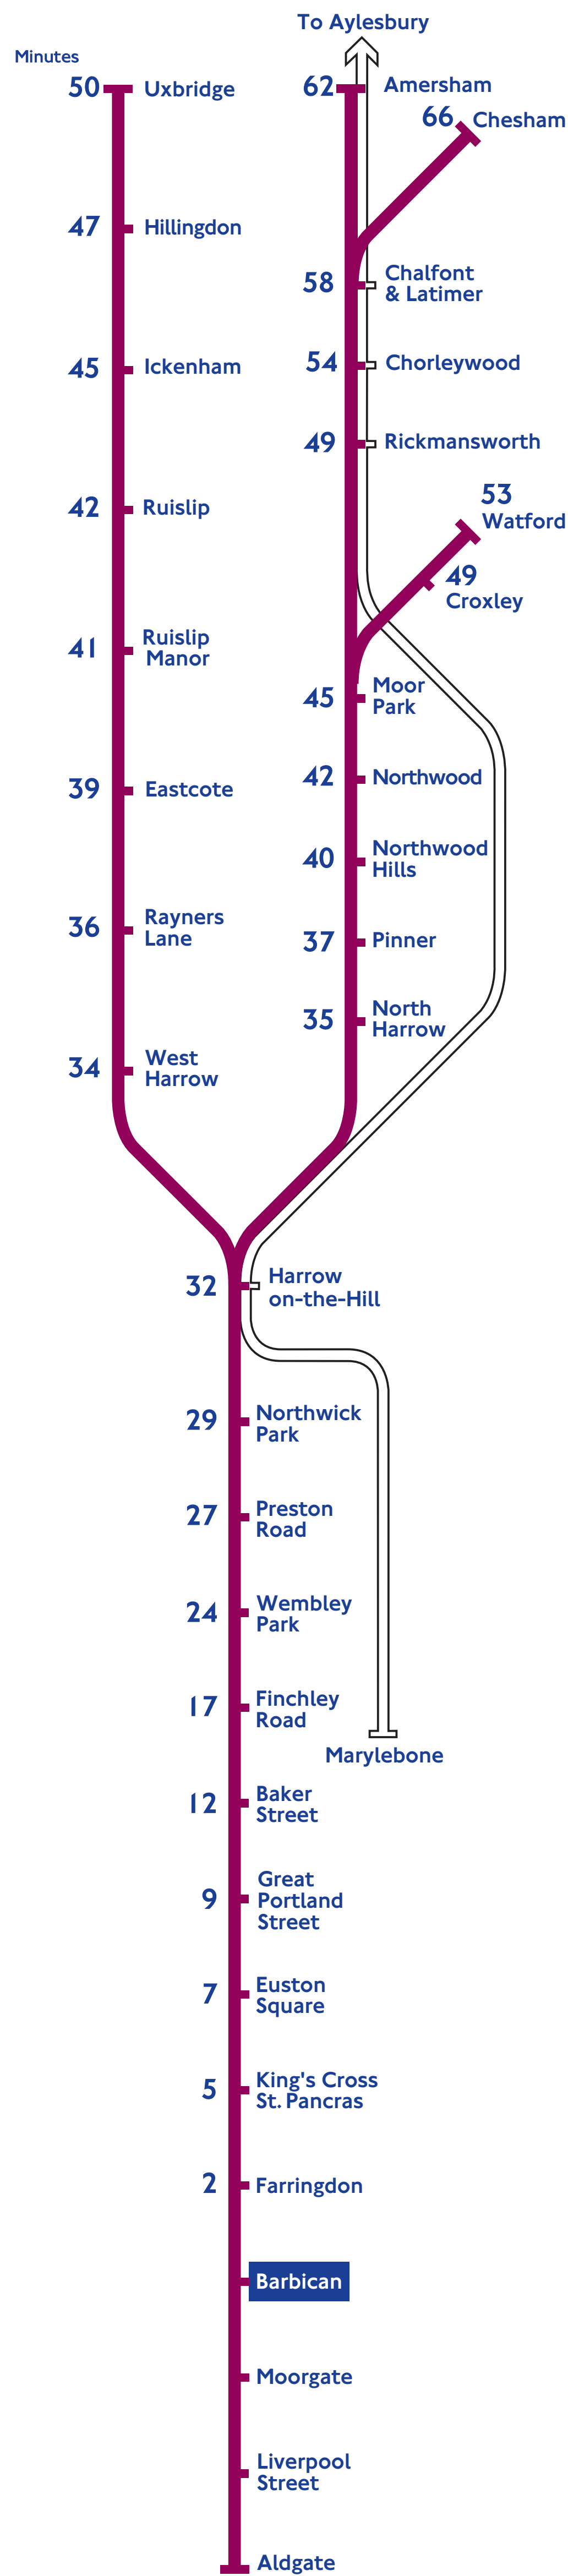 To Aylesbury
Minutes
50 Uxbridge
62 Amersham
66 Chesham
47 Hillingdon
58 Chalfont
& Latimer
45 Ickenham
54 Chorleywood
49 Rickmansworth
42 Ruislip
53
Watford
49
Croxley
41 Ruislip
Manor
45 Moor
Park
42 Northwood
39 Eastcote
40 Northwood
Hills
36 Rayners
Lane
37 Pinner
35 North
Harrow
34 West
Harrow
32 Harrow
on-the-Hill
29 Northwick
Park
27 Preston
Road
24 Wembley
Park
17 Finchley
Road
Marylebone
12 Baker
Street
9 Great
Portland
Street
7 Euston
Square
5 King's Cross
St. Pancras
2 Farringdon
Barbican
Moorgate
Liverpool
Street
Aldgate